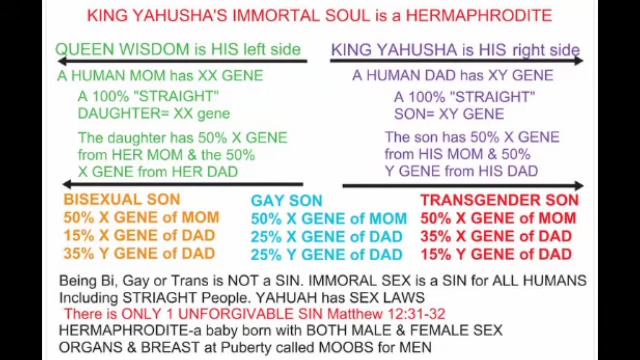 KING YAHUSHA'S IMMORTAL SOUL is a HERMAPHRODITE
QUEEN WISDOM is HIS left side
KING YAHUSHA is HIS right side
A HUMAN MOM has XX GENE
A HUMAN DAD has XY GENE
A 100% "STRAIGHT"
DAUGHTER= XX gene
A 100% "STRAIGHT"
SON= XY GENE
The daughter has 50% X GENE
from HER MOM & the 50%
X GENE from HER DAD
The son has 50% X GENE
from HIS MOM & 50%
Y GENE from HIS DAD
BISEXUAL SON
50% X GENE of MOM
15% X GENE of DAD
35% Y GENE of DAD
GAY SON
50% X GENE of MOM
25% X GENE of DAD
25% Y GENE of DAD
TRANSGENDER SON
50% X GENE of MOM
35% X GENE of DAD
15% Y GENE of DAD
Being Bi, Gay or Trans is NOT a SIN. IMMORAL SEX is a SIN for ALL HUMANS
Including STRIAGHT People. YAHUAH has SEX LAWS
There is ONLY 1 UNFORGIVABLE SIN Matthew 12:31-32
HERMAPHRODITE-a baby born with BOTH MALE & FEMALE SEX
ORGANS & BREAST at Puberty called MOOBS for MEN